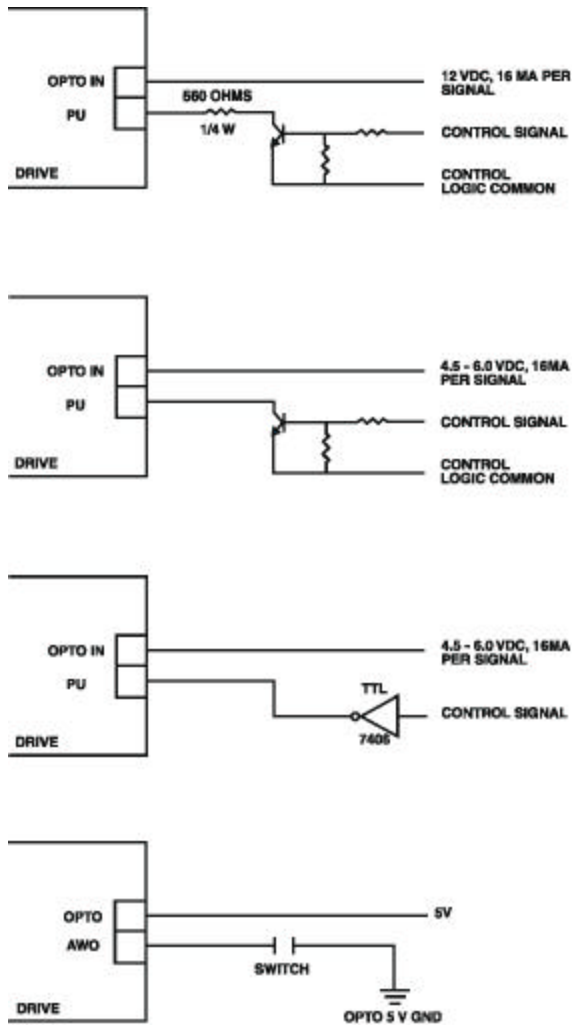 OPTO IN
12 VDC, 16 MA PER
SIGNAL
560 OHMS
PU
1/4 W
CONTROL SIGNAL
DRIVE
CONTROL
LOGIC COMMON
OPTO IN
4.5 - 6.0 VDC, 16MA
PER SIGNAL
PU
CONTROL SIGNAL
DRIVE
CONTROL
LOGIC COMMON
OPTO IN
4.5 - 6.0 VDC, 16MA
PER SIGNAL
PU
TTL
CONTROL SIGNAL
7406
DRIVE
OPTO
5V
AWO
SWITCH
DRIVE
OPTO 5 V GND